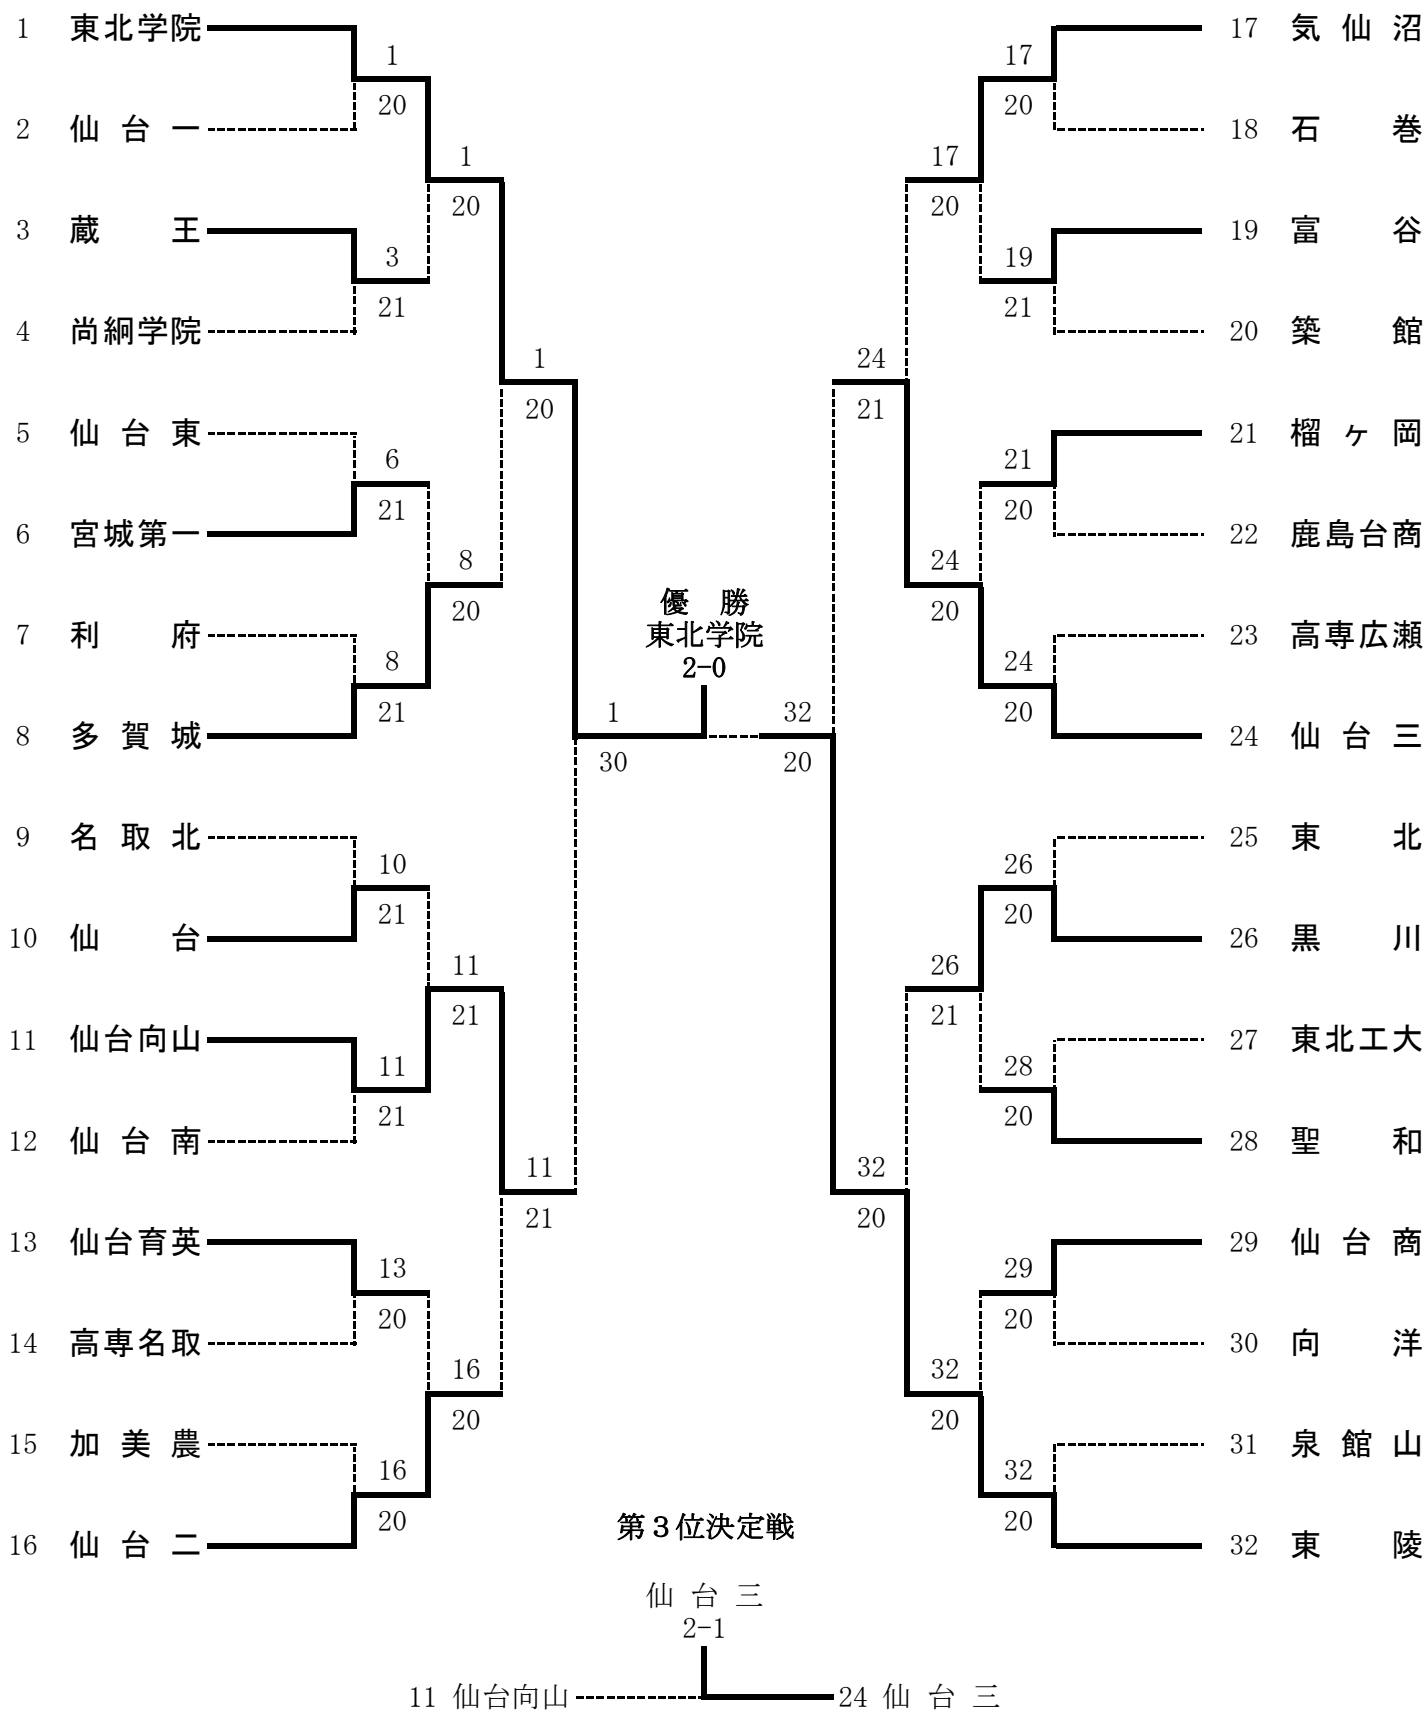 1 東北学院
2 仙台一
3 蔵王
4 尚絅学院
5 仙台東
6 宮城第一
7 利府
8 多賀城
9 名取北
10 仙台
11 仙台向山
12 仙台南
13 仙台育英
14 高専名取
15 加美農
16 仙台二
1
20
3
21
6
21
8
21
10
21
11
21
13
20
16
20
1
20
8
20
11
21
16
20
1
20
11
21
1
30
優勝
東北学院
2-0
32
20
24
21
32
20
17
20
24
20
26
21
32
20
17
20
19
21
21
20
24
20
26
20
28
20
29
20
32
20
17 気仙沼
18 石巻
19 富谷
20 築館
21 榴ヶ岡
22 鹿島台商
23 高専広瀬
24 仙台三
25 東北
26 黒川
27 東北工大
28 聖和
29 仙台商
30 向洋
31 泉館山
32 東陵
第3位決定戦
仙台三
2-1
11 仙台向山
24 仙台三